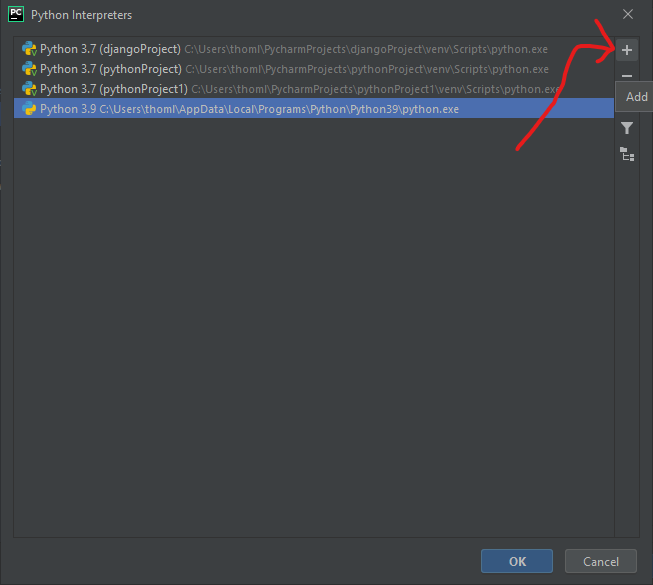 PC Python Interpreters
Python 3.7 (djangoProject) C:\Users\thoml\PycharmProjects\djangoProject\venv\Scripts\python.exe
Python 3.7 (pythonProject) C:\Users\thoml\PycharmProjects\pythonProject\venv\Scripts\python.exe
Python 3.7 (pythonProject1) C:\Users\thoml\PycharmProjects\pythonProject1\venv\Scripts\python.exe
Python 3.9 C:\Users\thoml\AppData\Local\Programs\Python\Python39\python.exe
Add
OK
Cancel